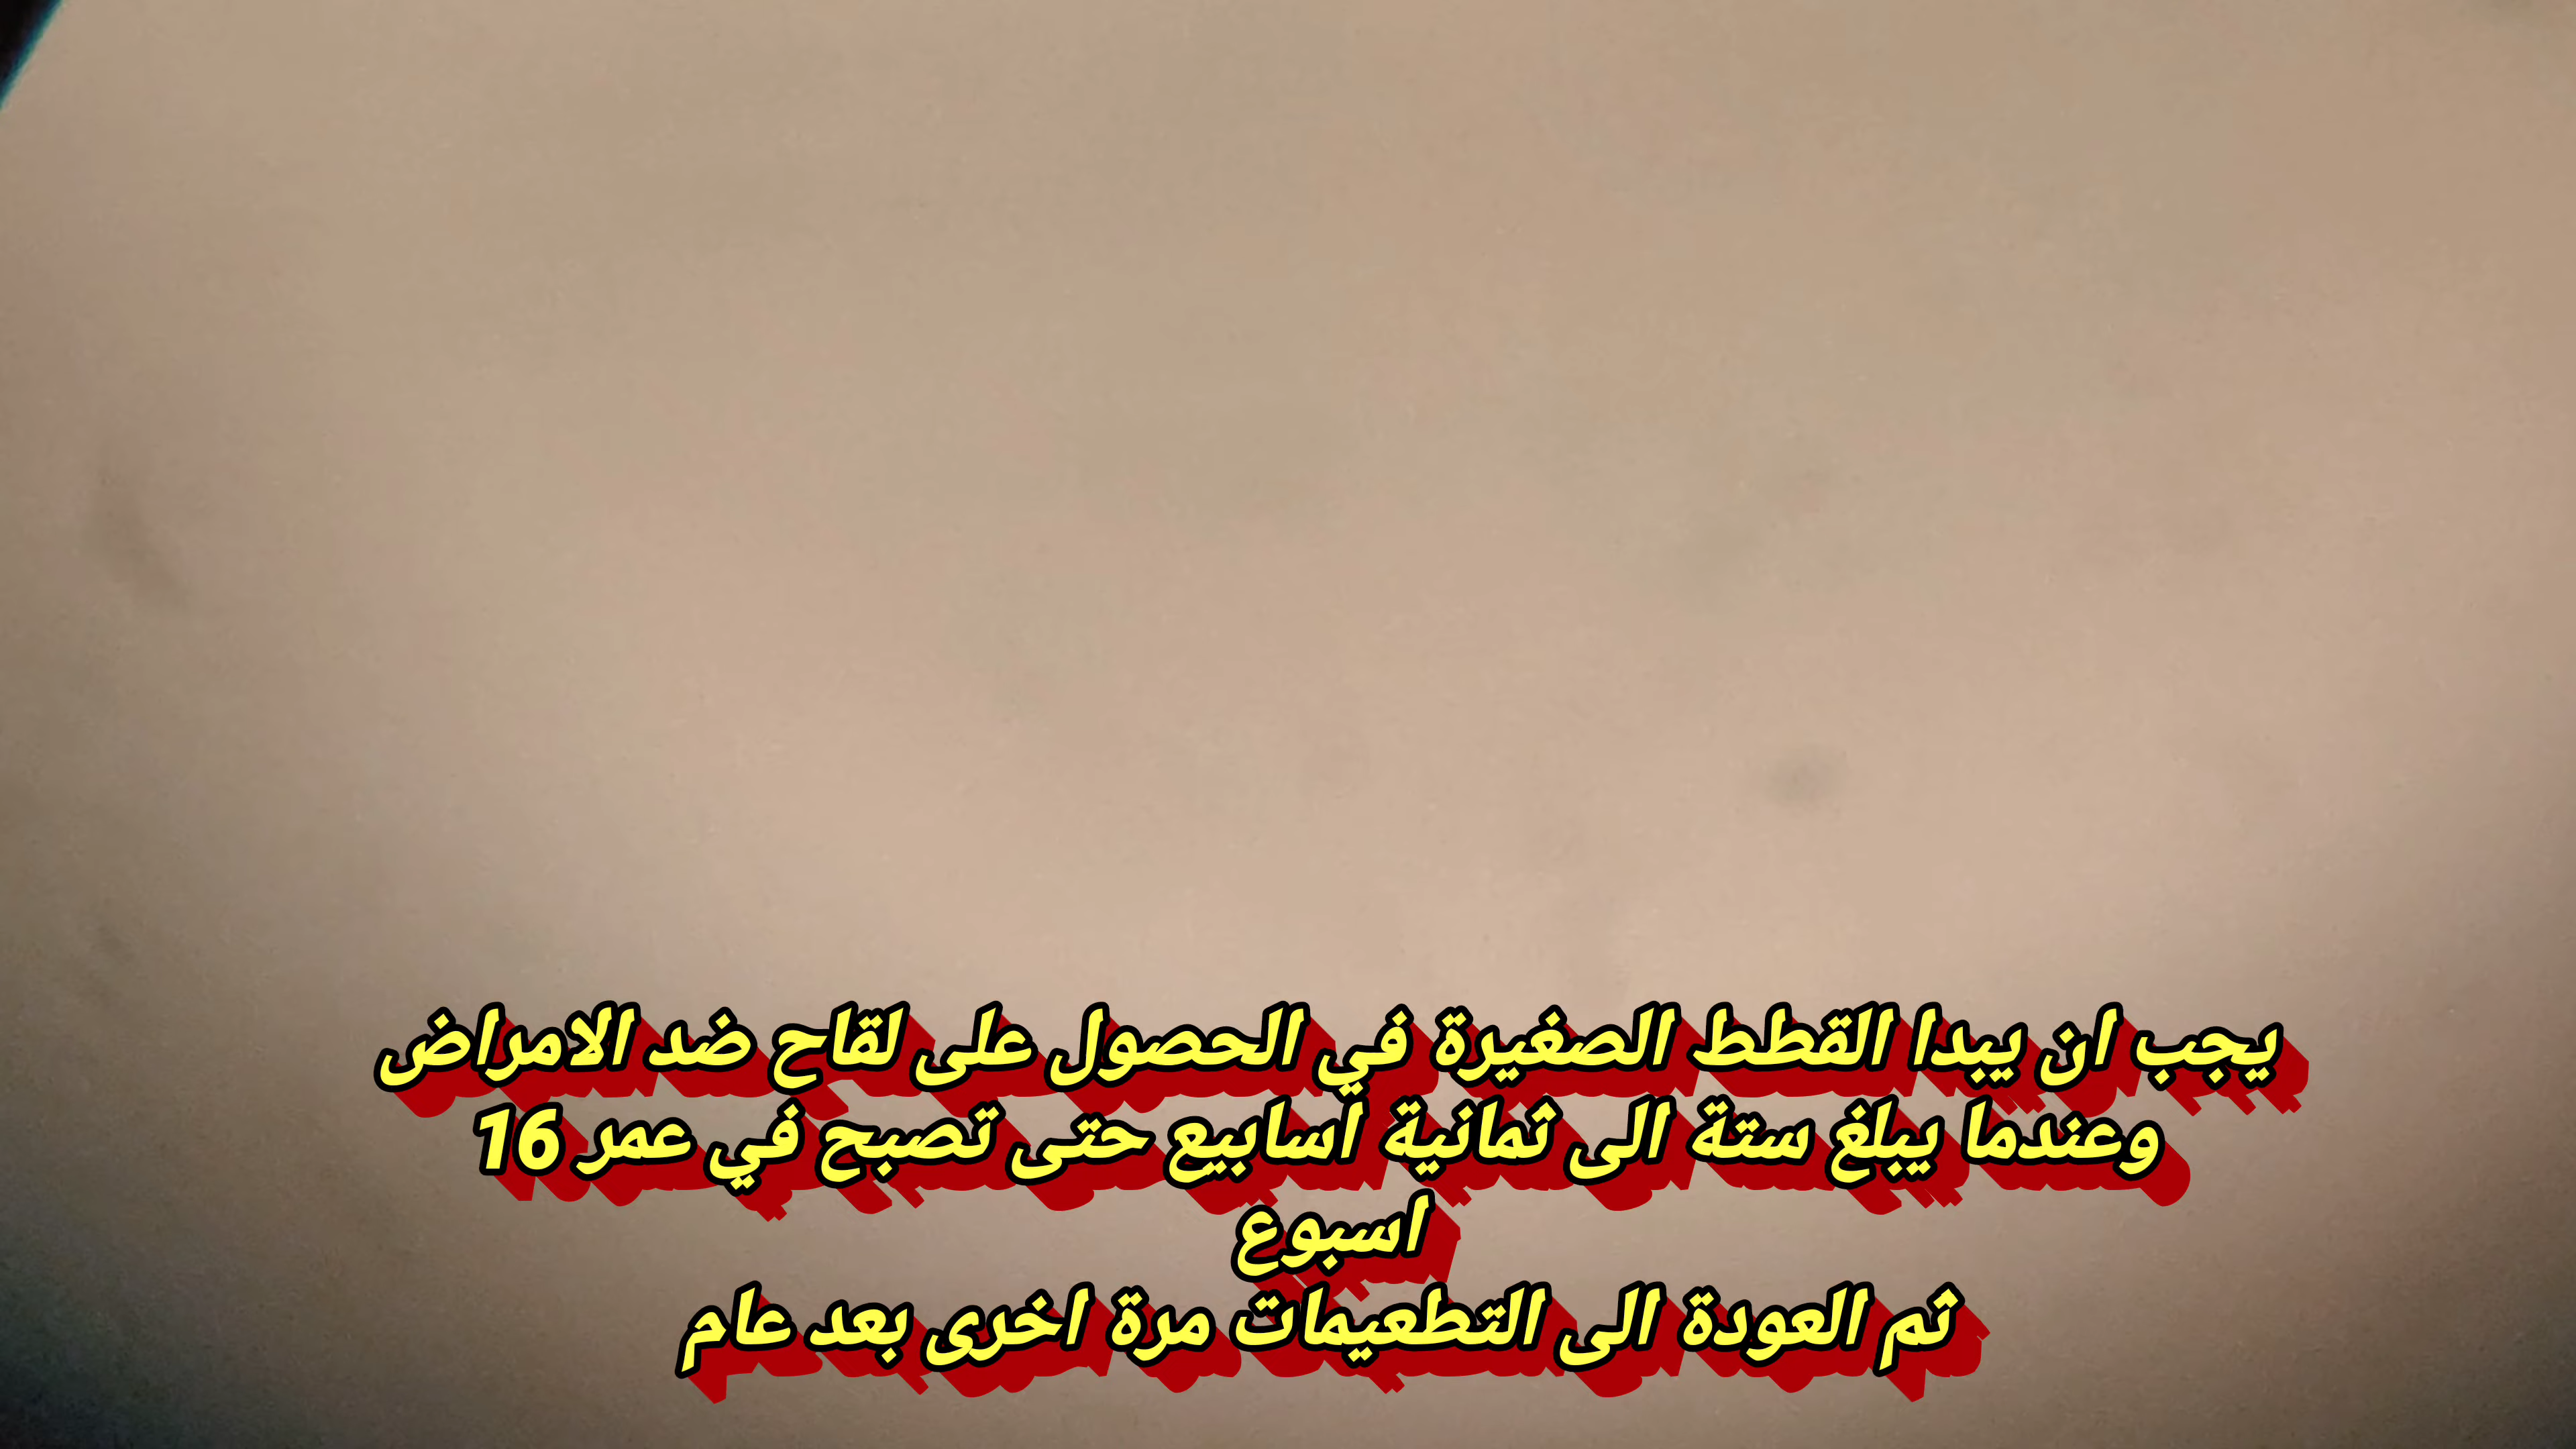 يجب ان يبدا القطط الصغيرة في الحصول على لقاح ضد الامراض
وعندما يبلغ ستة الى ثمانية اسابيع حتى تصبح في عمر 16
اسبوع
ثم العودة الى التطعيمات مرة اخرى بعد عام